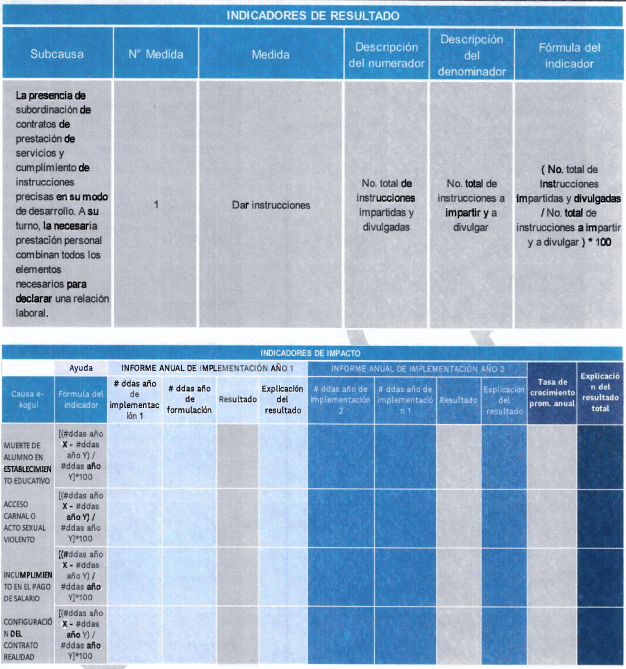 INDICADORES DE RESULTADO
Subcausa
N° Medida
Medida
Descripción
del numerador
Descripción
del
denominador
Fórmula del
indicador
La presencia de
subordinación de
contratos de
prestación de
servicios y
cumplimiento de
instrucciones
precisas en su modo
de desarrollo. A su
turno, la necesaria
prestación personal
combinan todos los
elementos
necesarios para
declarar una relación
laboral.
1
Dar instrucciones
No. total de
instrucciones
impartidas y
divulgadas
No. total de
instrucciones a
impartir y a
divulgar
( No. total de
instrucciones
impartidas y divulgadas
/ No. total de
instrucciones a impartir
y a divulgar ) * 100
INDICADORES DE IMPACTO
Ayuda
INFORME ANUAL DE IMPLEMENTACIÓN AÑO 1
INFORME ANUAL DE IMPLEMENTACIÓN AÑO 2
Causa e-
kogui
Fórmula del
indicador
# ddas año
de
implementac
ión 1
# ddas año
de
formulación
Resultado
Explicación
del
resultado
# ddas año de
implementación
2
# ddas año de
implementació
n 1
Resultado
Explicación
del
resultado
Tasa de
crecimiento
prom. anual
Explicació
n del
resultado
total
MUERTE DE
ALUMNO EN
ESTABLECIMIEN
TO EDUCATIVO
[(#ddas año
X - #ddas
año Y) /
#ddas año
Y]*100
ACCESO
CARNAL O
ACTO SEXUAL
VIOLENTO
[(#ddas año
X - #ddas
año Y) /
#ddas año
Y]*100
INCUMPLIMIEN
TO EN EL PAGO
DE SALARIO
[(#ddas año
X - #ddas
año Y) /
#ddas año
Y]*100
CONFIGURACIÓ
N DEL
CONTRATO
REALIDAD
[(#ddas año
X - #ddas
año Y) /
#ddas año
Y]*100